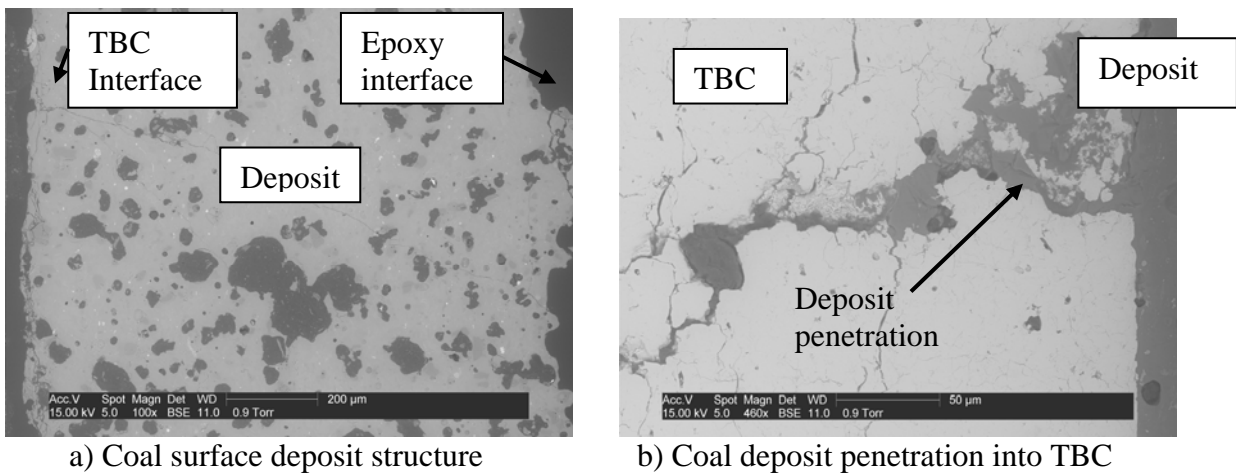 TBC
Interface
Epoxy
interface
Deposit
Acc.V Spot Magn Det WD 200 µm
15.00 kV 5.0 100x BSE 11.0 0.9 Torr
a) Coal surface deposit structure
TBC
Deposit
Deposit
penetration
Acc.V Spot Magn Det WD 50 µm
15.00 kV 5.0 460x BSE 11.0 0.9 Torr
b) Coal deposit penetration into TBC